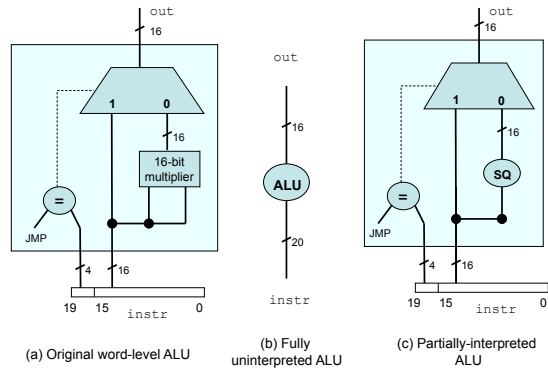 out
16
1
0
16
16-bit
multiplier
=
JMP
4
16
19
15
0
instr
(a) Original word-level ALU
out
16
ALU
20
instr
(b) Fully
uninterpreted ALU
out
16
1
0
16
SQ
=
JMP
4
16
19
15
0
instr
(c) Partially-interpreted
ALU